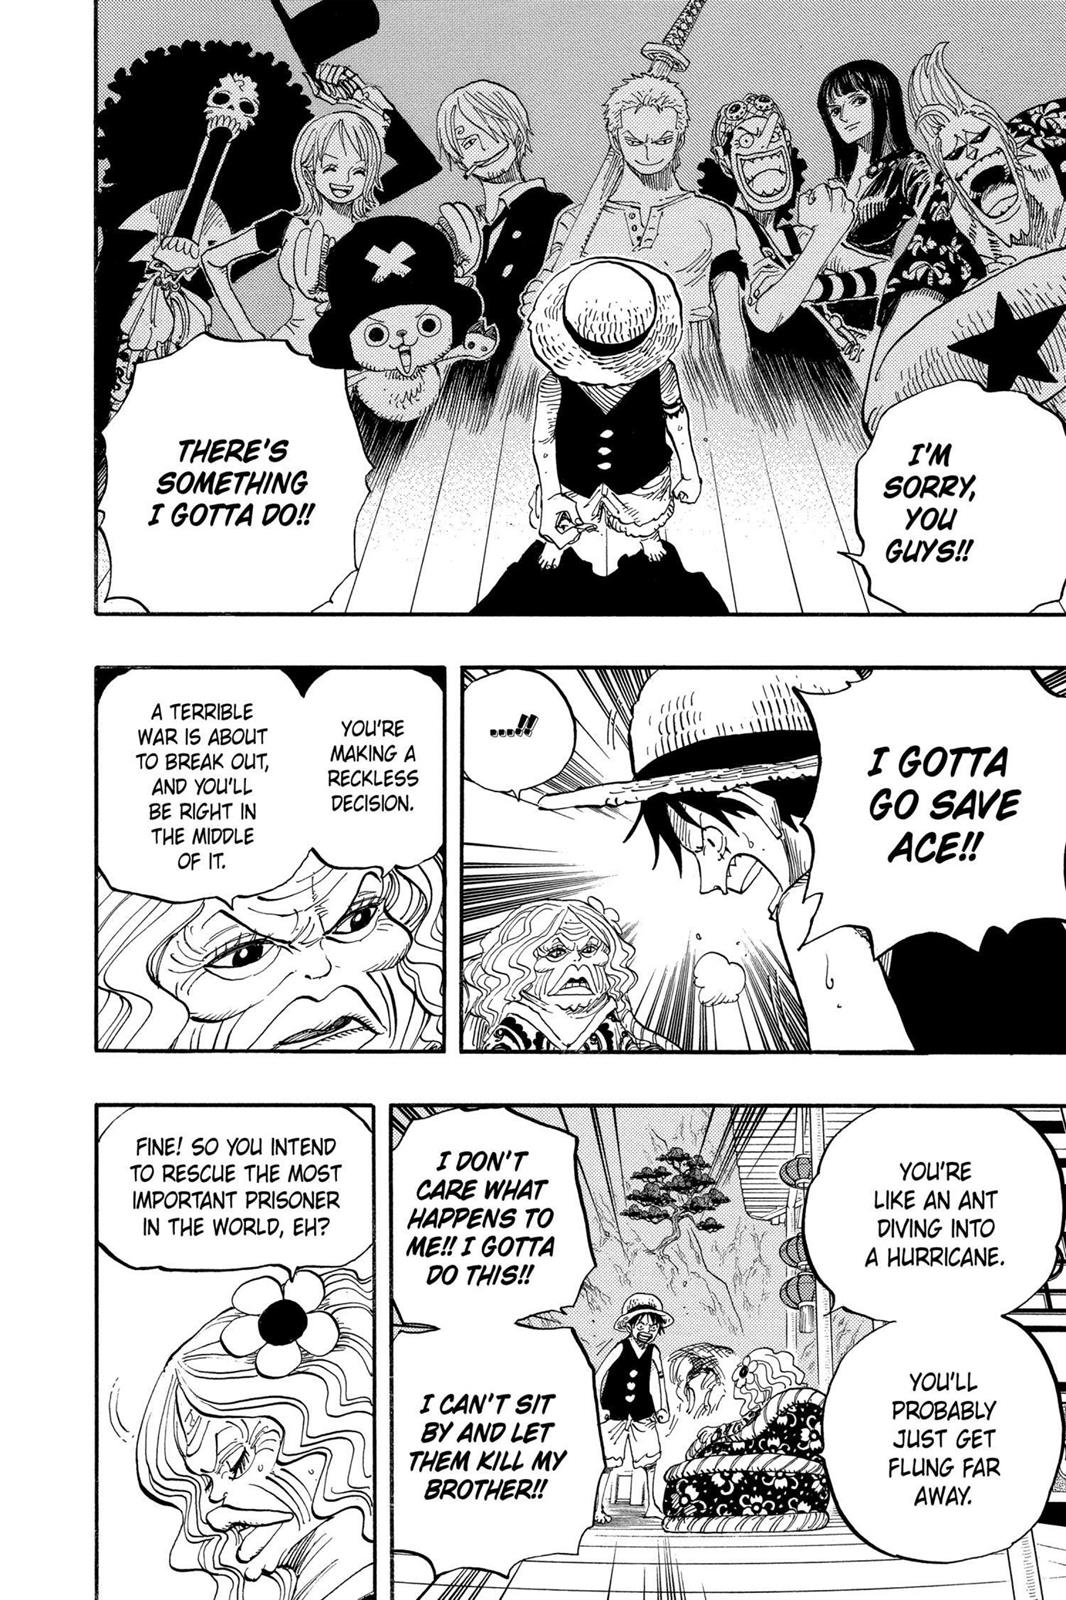 I'M
SORRY,
YOU
GUYS!!
THERE'S
SOMETHING
I GOTTA DO!!
I GOTTA
GO SAVE
ACE!!
....!!
YOU'RE
MAKING A
RECKLESS
DECISION.
A TERRIBLE
WAR IS ABOUT
TO BREAK OUT,
AND YOU'LL
BE RIGHT IN
THE MIDDLE
OF IT.
YOU'RE
LIKE AN ANT
DIVING INTO
A HURRICANE.
YOU'LL
PROBABLY
JUST GET
FLUNG FAR
AWAY.
I DON'T
CARE WHAT
HAPPENS TO
ME!! I GOTTA
DO THIS!!
I CAN'T SIT
BY AND LET
THEM KILL MY
BROTHER!!
FINE! SO YOU INTEND
TO RESCUE THE MOST
IMPORTANT PRISONER
IN THE WORLD, EH?